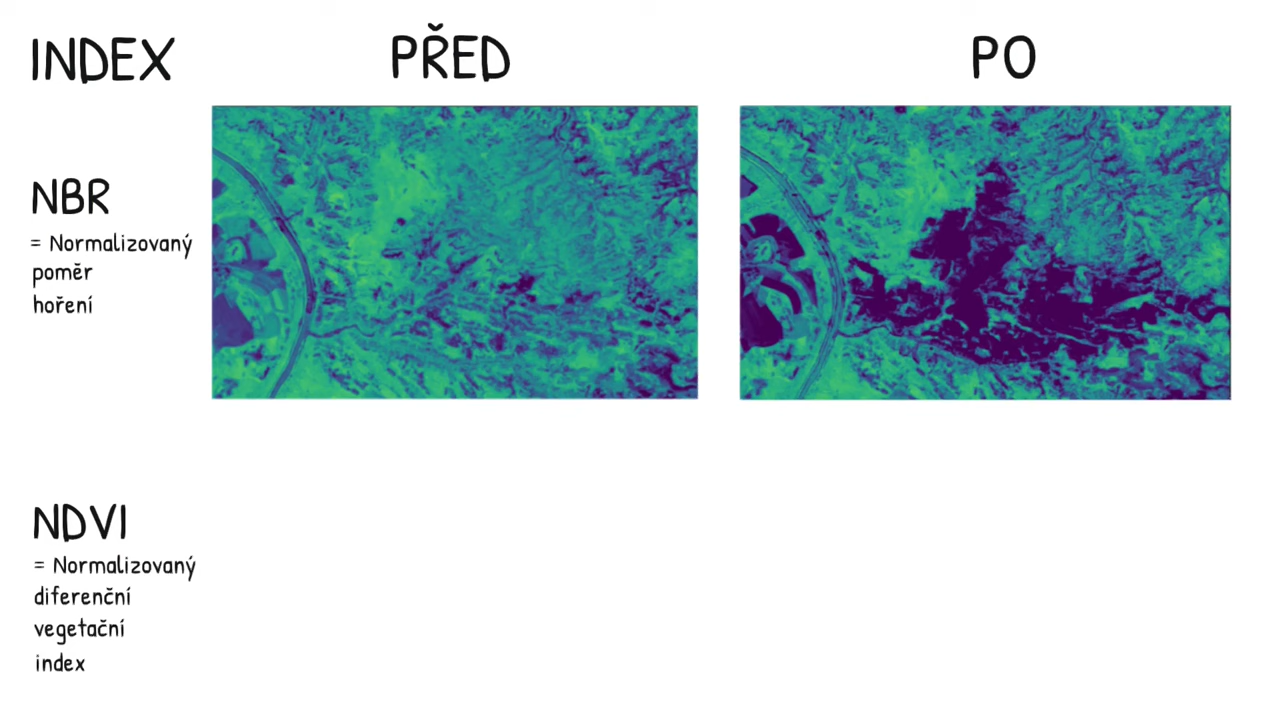 INDEX
PŘED
PO
NBR
= Normalizovaný
poměr
hoření
NDVI
= Normalizovaný
diferenční
vegetační
index